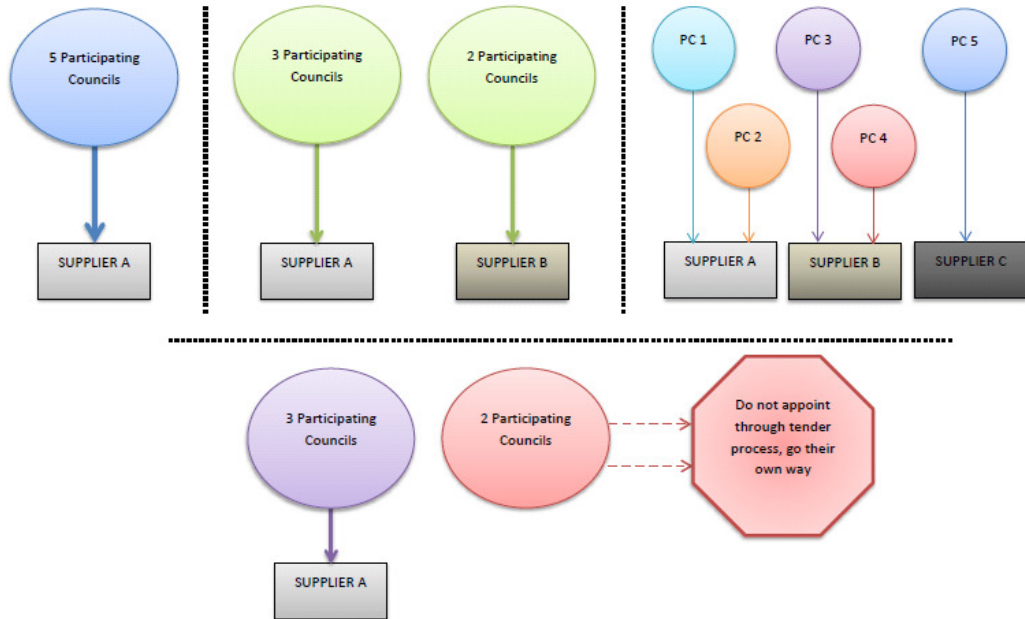 5 Participating
Councils
SUPPLIER A
3 Participating
Councils
2 Participating
Councils
SUPPLIER A
SUPPLIER B
PC 1
PC 3
PC 5
PC 2
PC 4
SUPPLIER A
SUPPLIER B
SUPPLIER C
3 Participating
Councils
SUPPLIER A
2 Participating
Councils
Do not appoint
through tender
process, go their
own way